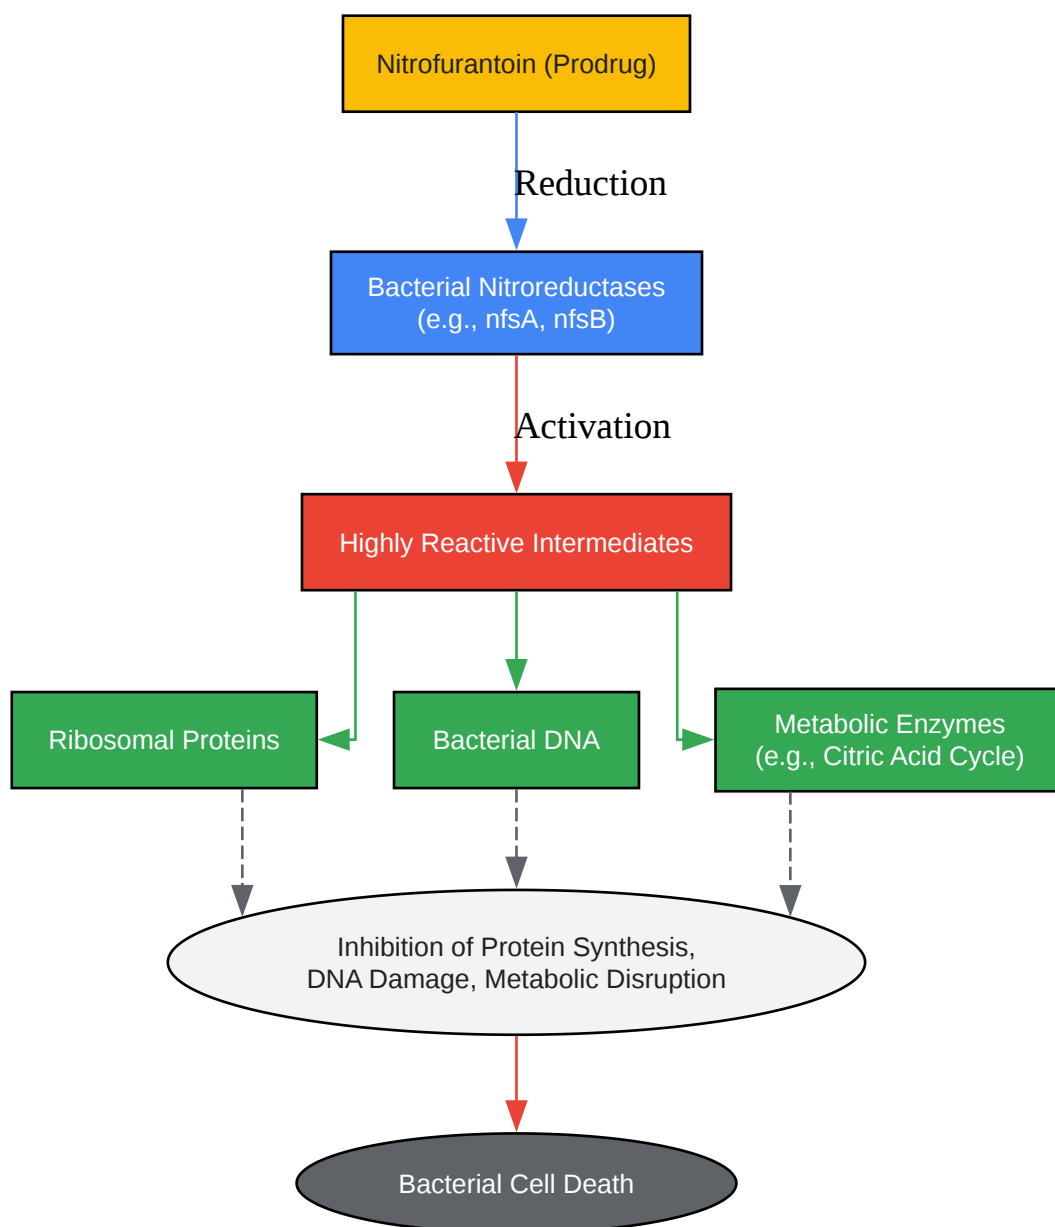 Nitrofurantoin (Prodrug)
Reduction
Bacterial Nitroreductases
(e.g., nfsA, nfsB)
Activation
Highly Reactive Intermediates
Ribosomal Proteins
Bacterial DNA
Metabolic Enzymes
(e.g., Citric Acid Cycle)
Inhibition of Protein Synthesis,
DNA Damage, Metabolic Disruption
Bacterial Cell Death